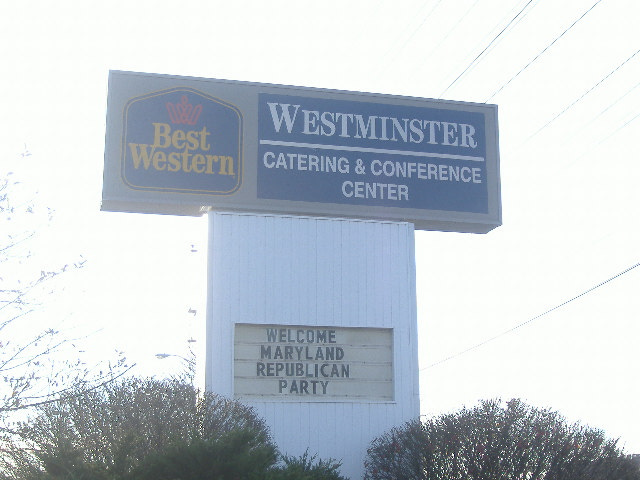 Best
Western
WESTMINSTER
CATERING & CONFERENCE
CENTER
WELCOME
MARYLAND
REPUBLICAN
PARTY